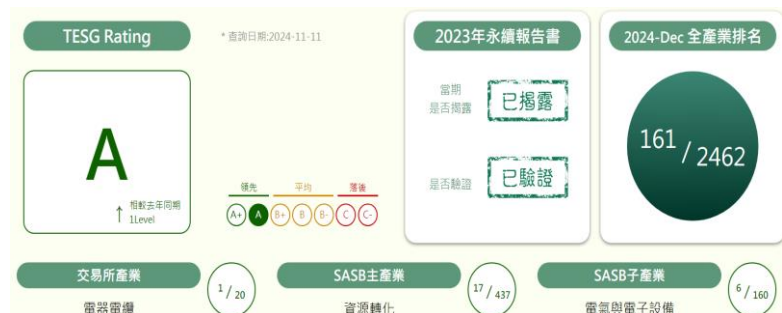 TESG Rating
* 查詢日期:2024-11-11
2023年永續報告書
2024-Dec 全產業排名
A
當期
是否揭露
已揭露
161 / 2462
是否驗證
已驗證
領先 平均 落後
A+ A B+ B B- C C-
↑ 相較去年同期
1Level
交易所產業
1 / 20
SASB主產業
17 / 437
SASB子產業
6 / 160
電器電纜
資源轉化
電氣與電子設備